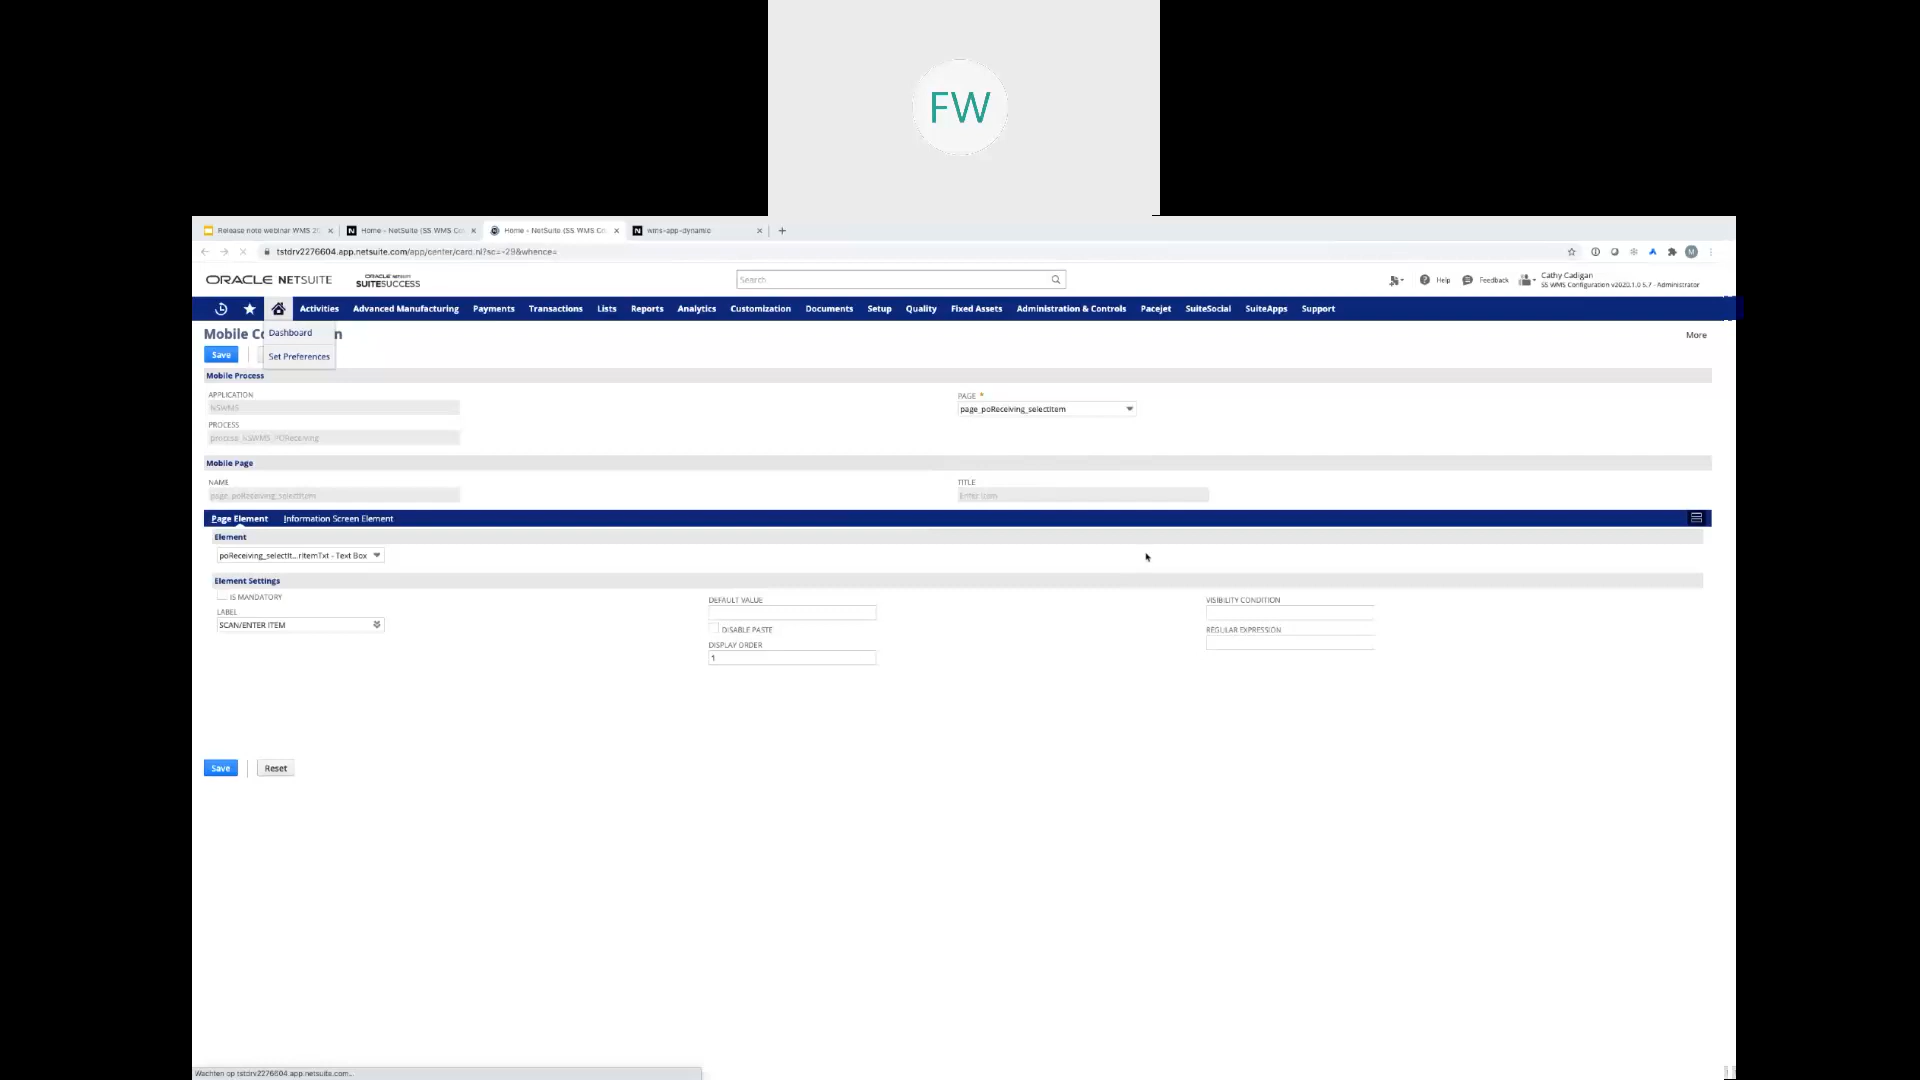 FW
Release note webinar WMS 2
Home - NetSuite (SS WMS Co
Home - NetSuite (SS WMS Co
wms-app-dynamic
tstdrv2276604.app.netsuite.com/app/center/card.nl?sc=-29&whence=
M
ORACLE NETSUITE
ORACLE NETSUITE
SUITESUCCESS
Search
Help
Feedback
Cathy Cadigan
SS WMS Configuration v2020.1.0 5.7 - Administrator
Activities Advanced Manufacturing Payments Transactions Lists Reports Analytics Customization Documents Setup Quality Fixed Assets Administration & Controls Pacejet SuiteSocial SuiteApps Support
Mobile Co n
Dashboard
More
Save
Set Preferences
Mobile Process
APPLICATION
NSWMS
PAGE *
page_poReceiving_selectItem
PROCESS
process_NSWMS_POReceiving
Mobile Page
NAME
page_poReceiving_selectItem
TITLE
Enter Item
Page Element Information Screen Element
Element
poReceiving_selectIt...rItemTxt - Text Box
Element Settings
IS MANDATORY
LABEL
SCAN/ENTER ITEM
DEFAULT VALUE
DISABLE PASTE
DISPLAY ORDER
1
VISIBILITY CONDITION
REGULAR EXPRESSION
Save
Reset
Wachten op tstdrv2276604.app.netsuite.com...